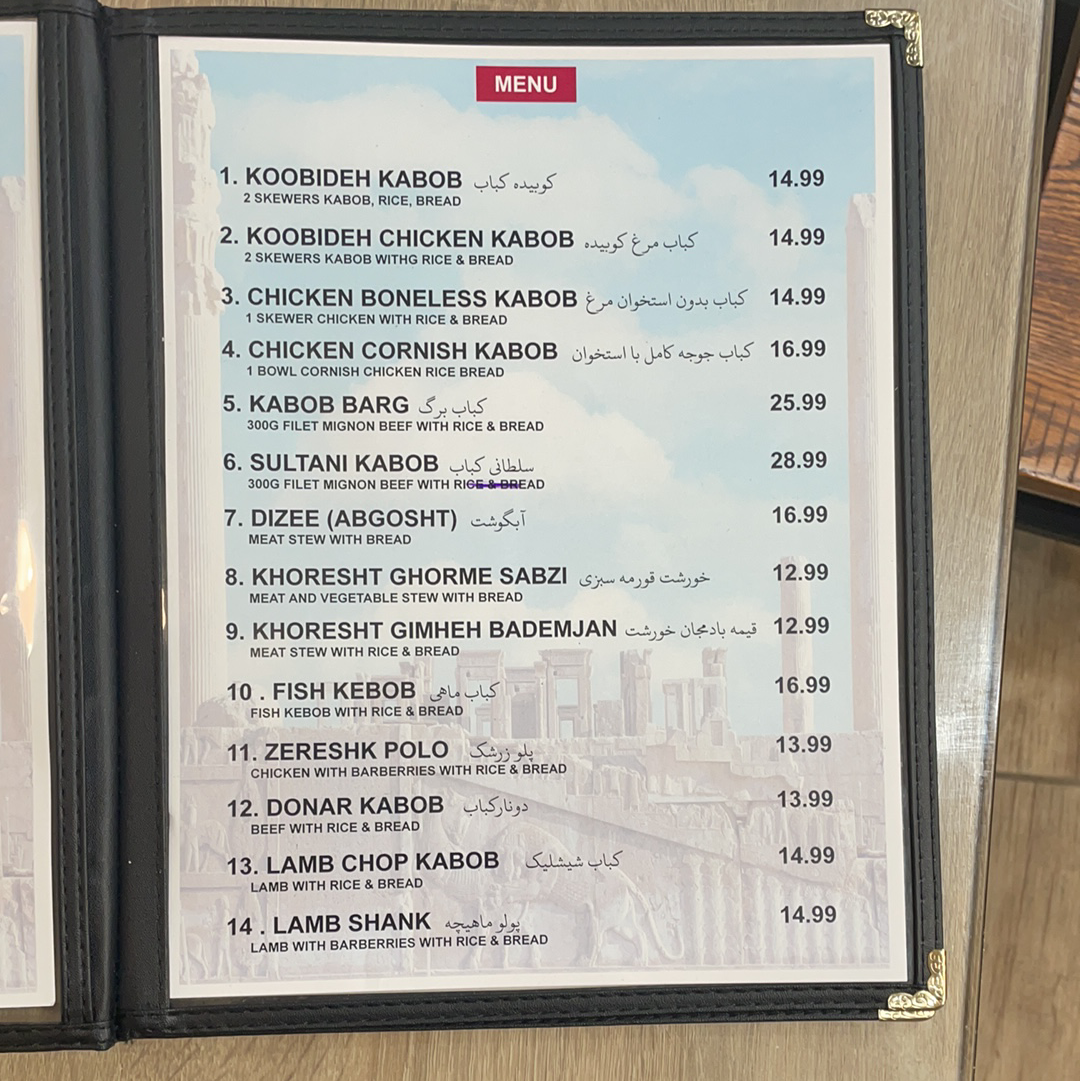 MENU
1. KOOBIDEH KABOB کوبیده کباب 14.99
2 SKEWERS KABOB, RICE, BREAD
2. KOOBIDEH CHICKEN KABOB کباب مرغ کوبیده 14.99
2 SKEWERS KABOB WITHG RICE & BREAD
3. CHICKEN BONELESS KABOB کباب بدون استخوان مرغ 14.99
1 SKEWER CHICKEN WITH RICE & BREAD
4. CHICKEN CORNISH KABOB کباب جوجه کامل با استخوان 16.99
1 BOWL CORNISH CHICKEN RICE BREAD
5. KABOB BARG کباب برگ 25.99
300G FILET MIGNON BEEF WITH RICE & BREAD
6. SULTANI KABOB سلطانی کباب 28.99
300G FILET MIGNON BEEF WITH RICE & BREAD
7. DIZEE (ABGOSHT) آبگوشت 16.99
MEAT STEW WITH BREAD
8. KHORESHT GHORME SABZI خورشت قورمه سبزی 12.99
MEAT AND VEGETABLE STEW WITH BREAD
9. KHORESHT GIMHEH BADEMJAN قیمه بادمجان خورشت 12.99
MEAT STEW WITH RICE & BREAD
10 . FISH KEBOB کباب ماهی 16.99
FISH KEBOB WITH RICE & BREAD
11. ZERESHK POLO پلو زرشک 13.99
CHICKEN WITH BARBERRIES WITH RICE & BREAD
12. DONAR KABOB دونارکباب 13.99
BEEF WITH RICE & BREAD
13. LAMB CHOP KABOB کباب شیشلیک 14.99
LAMB WITH RICE & BREAD
14 . LAMB SHANK پولو ماهیچه 14.99
LAMB WITH BARBERRIES WITH RICE & BREAD